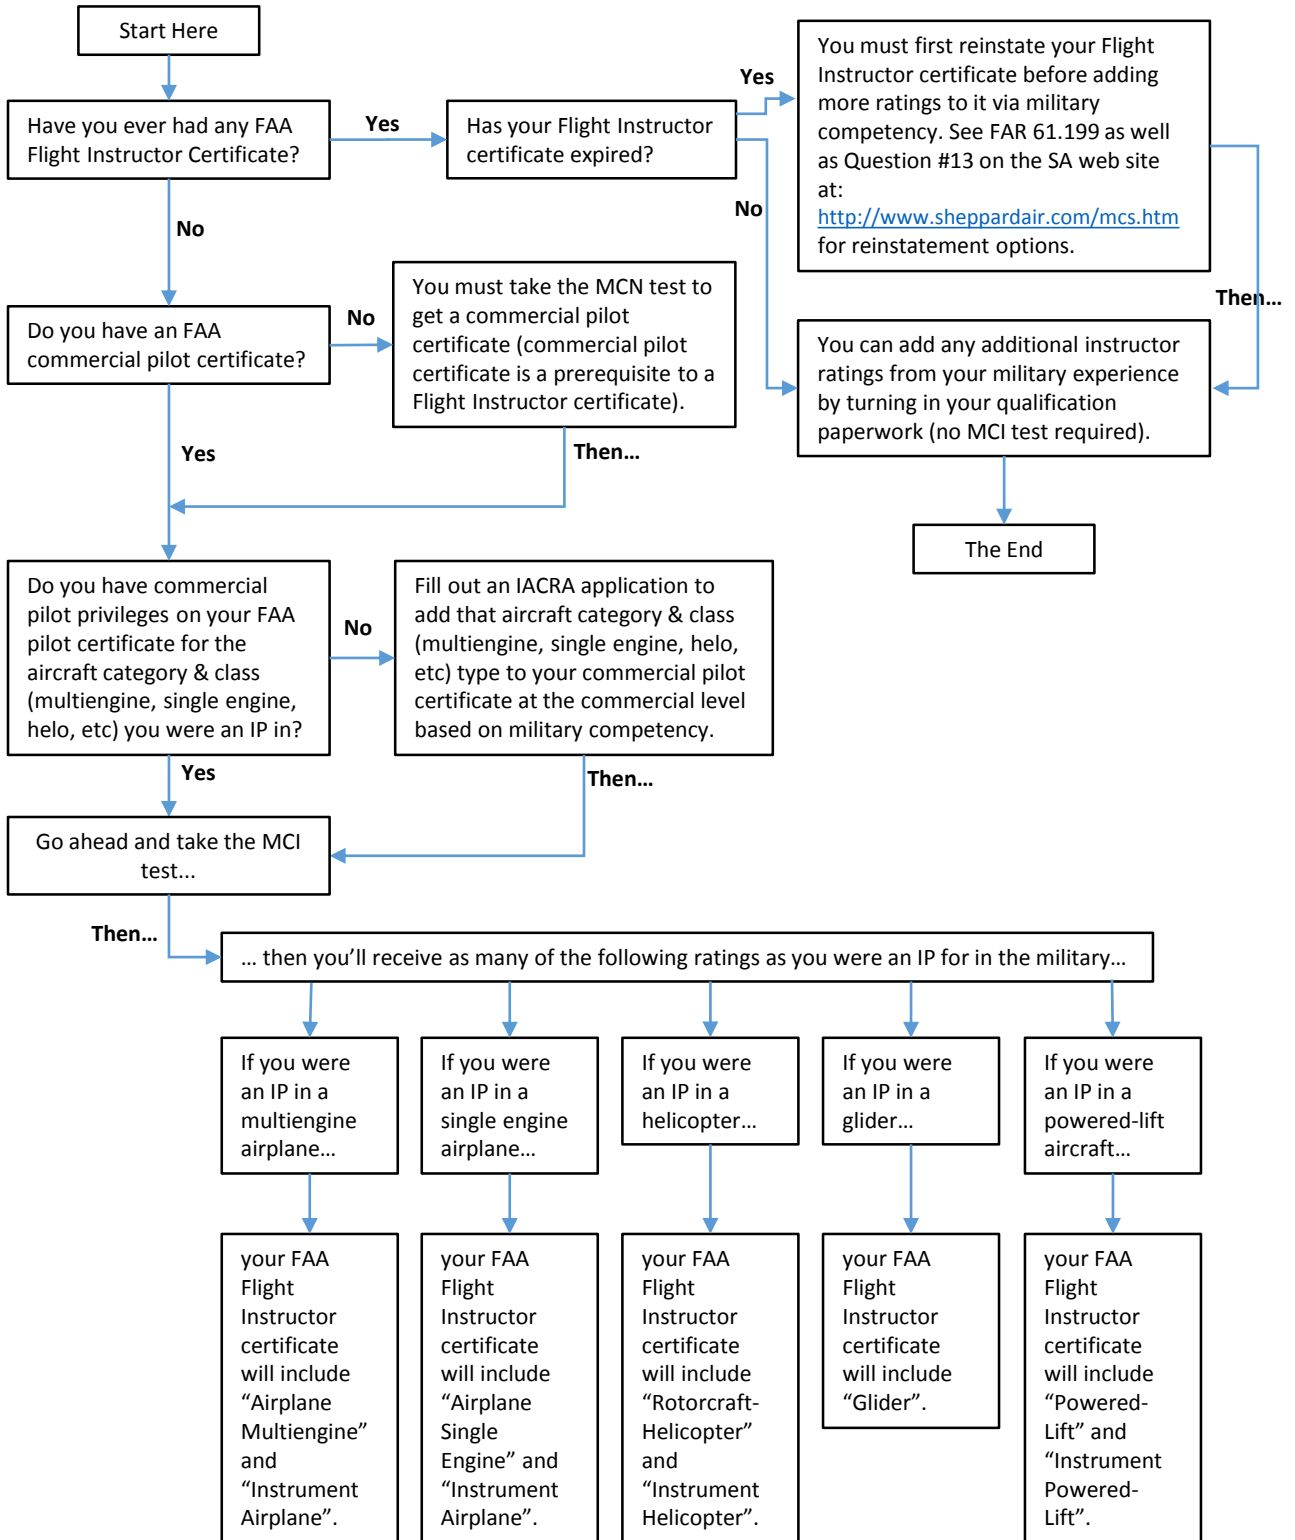 Start Here
Have you ever had any FAA
Flight Instructor Certificate?
Yes
Has your Flight Instructor
certificate expired?
Yes
You must first reinstate your Flight
Instructor certificate before adding
more ratings to it via military
competency. See FAR 61.199 as well
as Question #13 on the SA web site
at:
http://www.sheppardair.com/mcs.htm
for reinstatement options.
No
No
Then...
Do you have an FAA
commercial pilot certificate?
No
You must take the MCN test to
get a commercial pilot
certificate (commercial pilot
certificate is a prerequisite to a
Flight Instructor certificate).
You can add any additional instructor
ratings from your military experience
by turning in your qualification
paperwork (no MCI test required).
Yes
Then...
The End
Do you have commercial
pilot privileges on your FAA
pilot certificate for the
aircraft category & class
(multiengine, single engine,
helo, etc) you were an IP in?
No
Fill out an IACRA application to
add that aircraft category & class
(multiengine, single engine, helo,
etc) type to your commercial pilot
certificate at the commercial level
based on military competency.
Yes
Then...
Go ahead and take the MCI
test...
Then...
... then you’ll receive as many of the following ratings as you were an IP for in the military...
If you were
an IP in a
multiengine
airplane...
If you were
an IP in a
single engine
airplane...
If you were
an IP in a
helicopter...
If you were
an IP in a
glider...
If you were
an IP in a
powered-lift
aircraft...
your FAA
Flight
Instructor
certificate
will include
“Airplane
Multiengine”
and
“Instrument
Airplane”.
your FAA
Flight
Instructor
certificate
will include
“Airplane
Single
Engine” and
“Instrument
Airplane”.
your FAA
Flight
Instructor
certificate
will include
“Rotorcraft-
Helicopter”
and
“Instrument
Helicopter”.
your FAA
Flight
Instructor
certificate
will include
“Glider”.
your FAA
Flight
Instructor
certificate
will include
“Powered-
Lift” and
“Instrument
Powered-
Lift”.